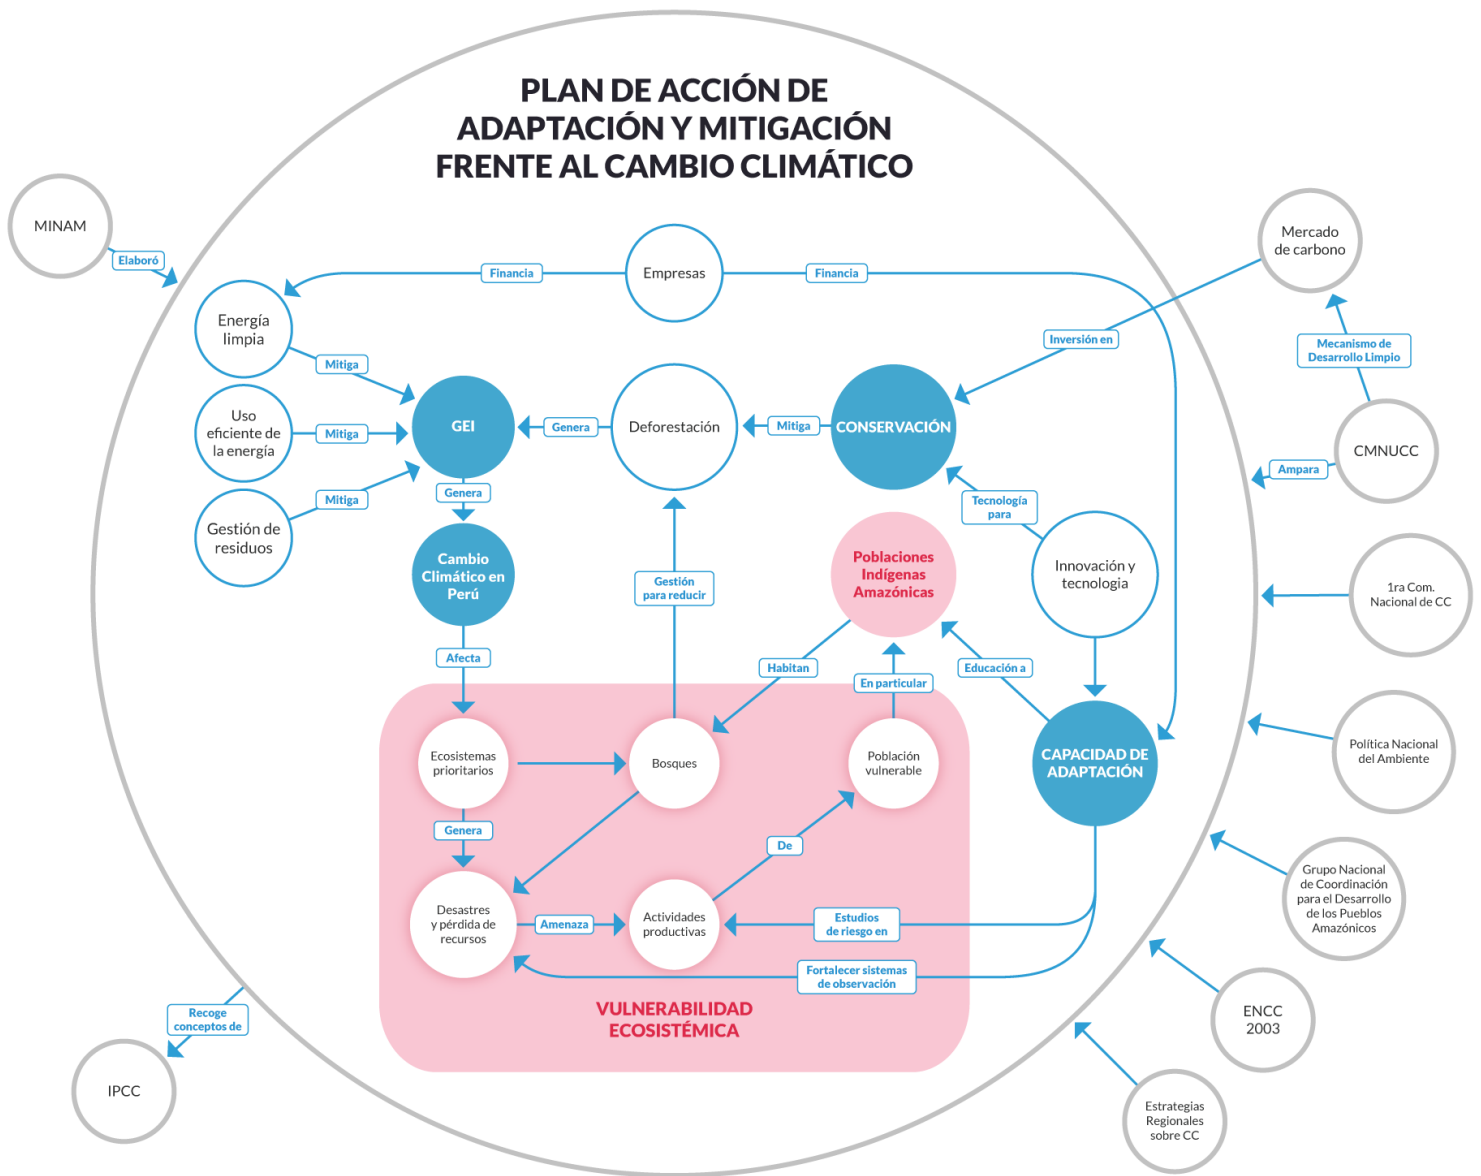 PLAN DE ACCIÓN DE
ADAPTACIÓN Y MITIGACIÓN
FRENTE AL CAMBIO CLIMÁTICO
MINAM
Elaboró
Mercado
de carbono
Empresas
Financia
Financia
Energía
limpia
Mitiga
Inversión en
Mecanismo de
Desarrollo Limpio
Uso
eficiente de
la energía
Mitiga
GEI
Genera
Deforestación
Mitiga
CONSERVACIÓN
CMNUCC
Ampara
Gestión de
residuos
Mitiga
Genera
Tecnología
para
Cambio
Climático en
Perú
Gestión
para reducir
Poblaciones
Indígenas
Amazónicas
Innovación y
tecnologia
1ra Com.
Nacional de CC
Afecta
Habitan
En particular
Educación a
Ecosistemas
prioritarios
Bosques
Población
vulnerable
CAPACIDAD DE
ADAPTACIÓN
Política Nacional
del Ambiente
Genera
De
Desastres
y pérdida de
recursos
Amenaza
Actividades
productivas
Estudios
de riesgo en
Grupo Nacional
de Coordinación
para el Desarrollo
de los Pueblos
Amazónicos
Fortalecer sistemas
de observación
VULNERABILIDAD
ECOSISTÉMICA
Recoge
conceptos de
IPCC
ENCC
2003
Estrategias
Regionales
sobre CC